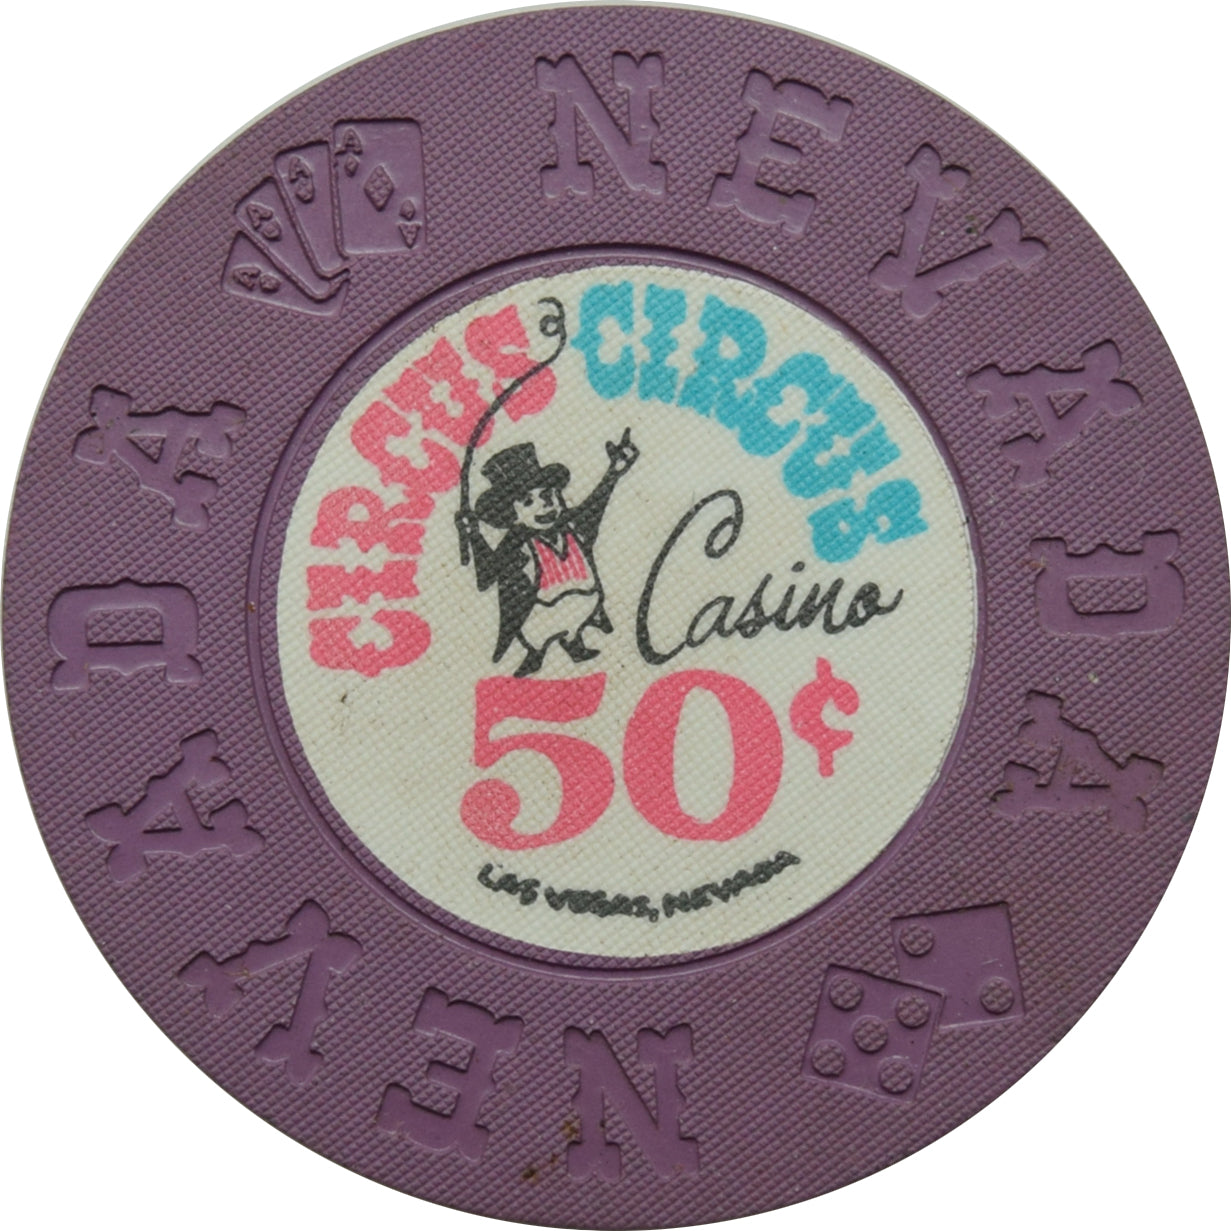 NEVADA
CIRCUS CIRCUS
Casino
50¢
LAS VEGAS, NEVADA
NEVADA
A
A
A
A
A